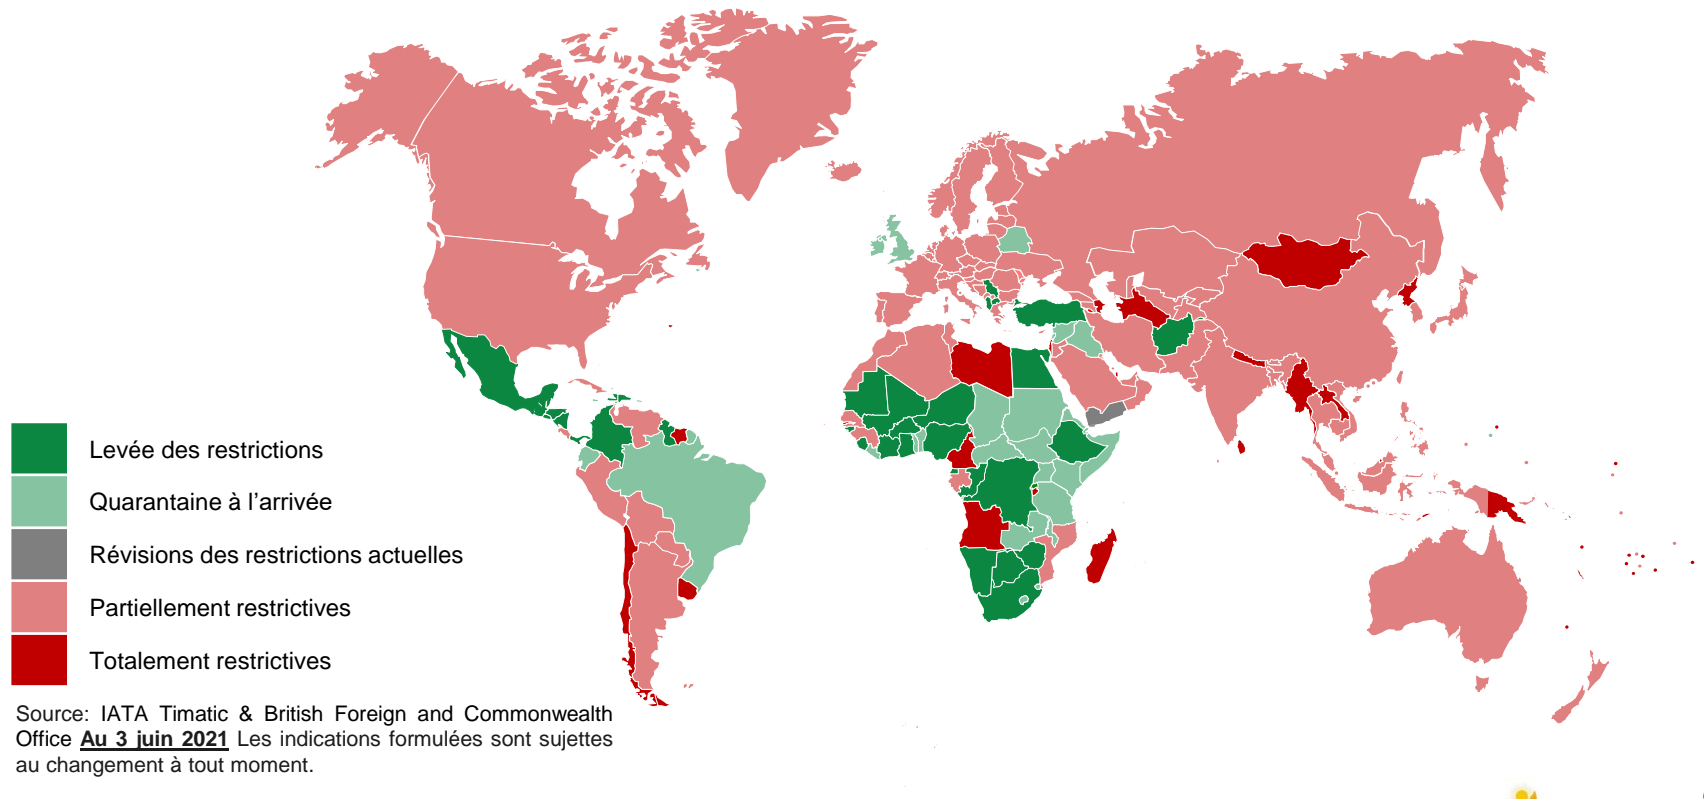 Levée des restrictions
Quarantaine à l'arrivée
Révisions des restrictions actuelles
Partiellement restrictives
Totalement restrictives
Source: IATA Timatic & British Foreign and Commonwealth
Office Au 3 juin 2021 Les indications formulées sont sujettes
au changement à tout moment.